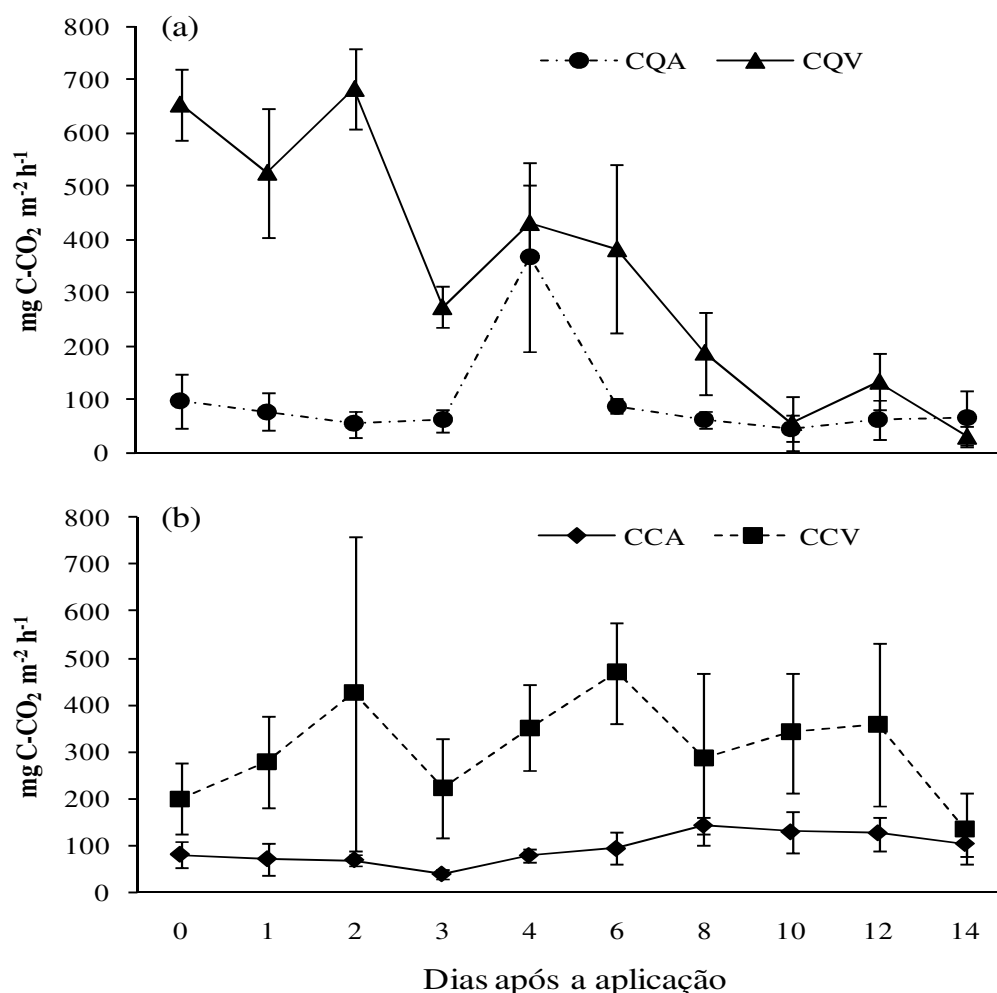 (a)
CQA CQV
800
700
600
500
400
300
200
100
0
mg C-CO₂ m⁻² h⁻¹
(b)
CCA CCV
800
700
600
500
400
300
200
100
0
mg C-CO₂ m⁻² h⁻¹
0 1 2 3 4 6 8 10 12 14
Dias após a aplicação